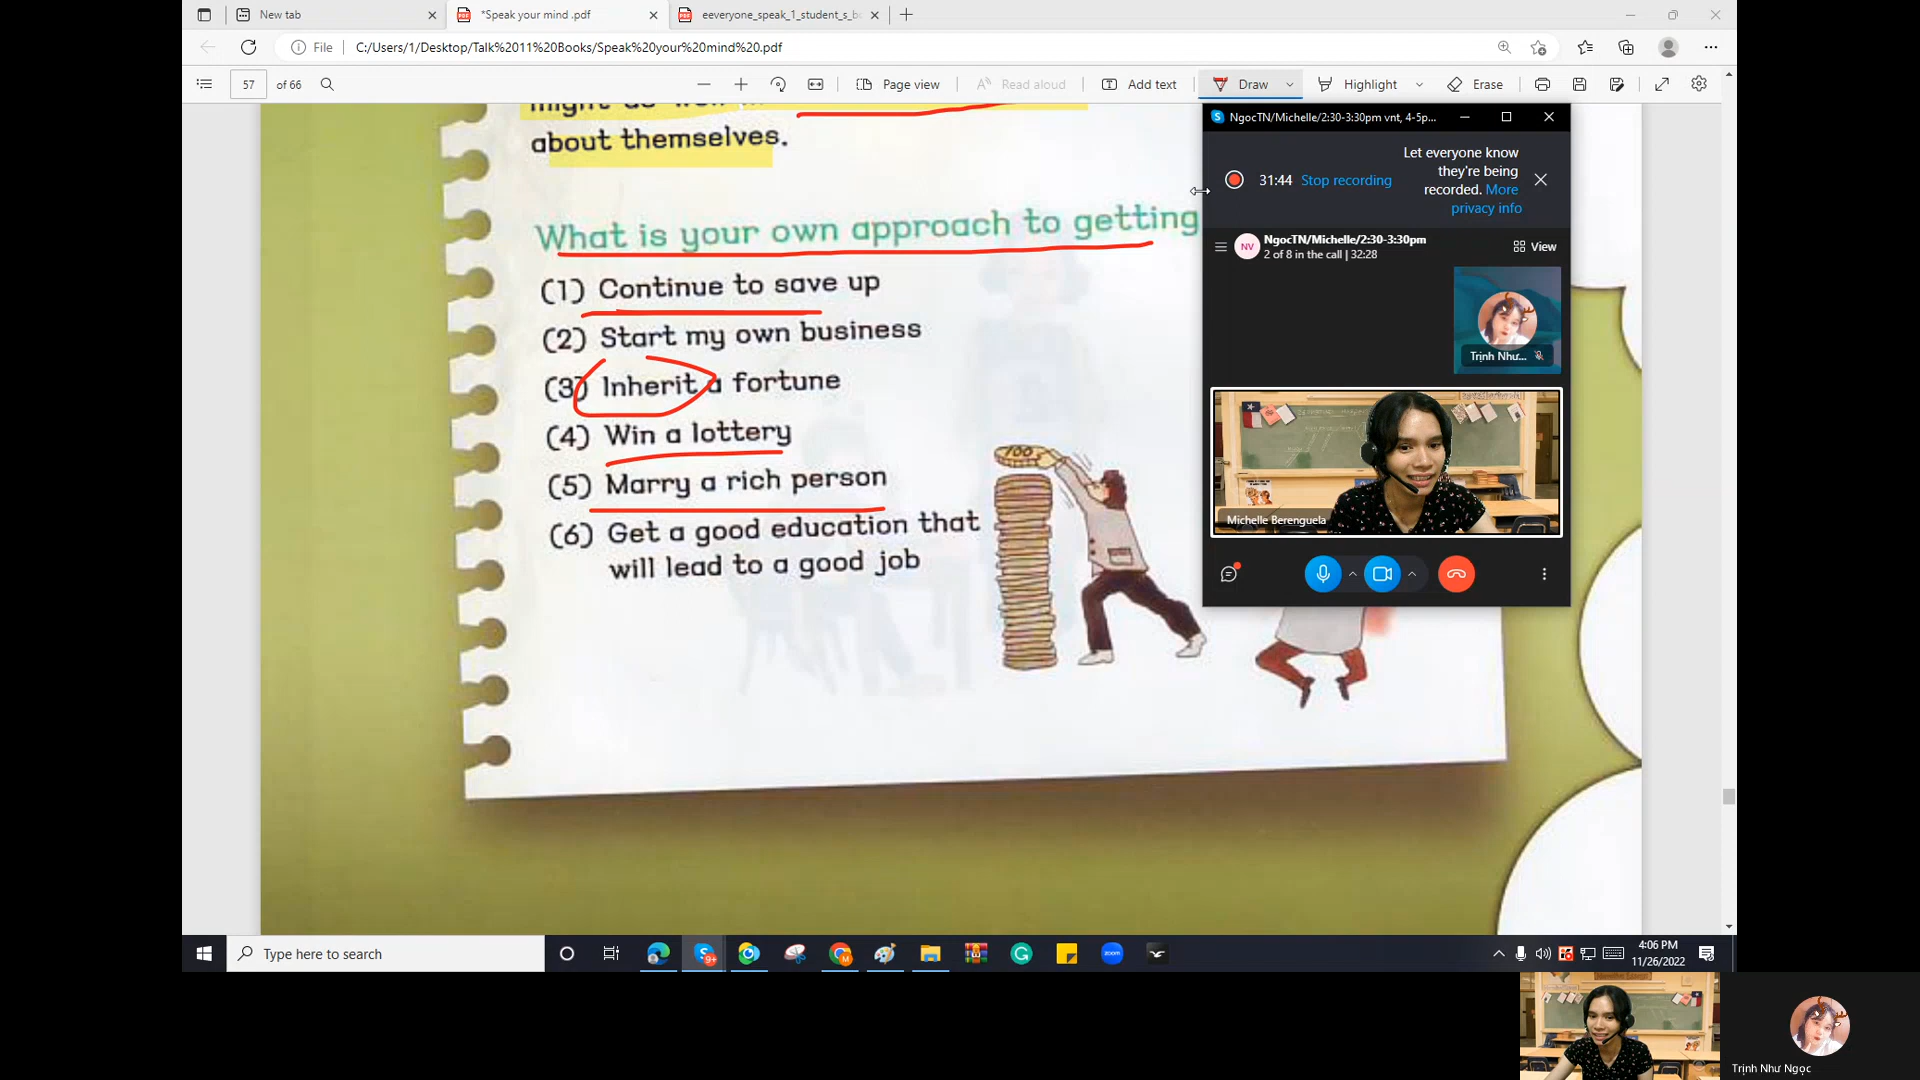 New tab
*Speak your mind .pdf
eeveryone_speak_1_student_s_b
File
C:/Users/1/Desktop/Talk%2011%20Books/Speak%20your%20mind%20.pdf
57
of 66
Page view
Read aloud
Add text
Draw
Highlight
Erase
about themselves.
What is your own approach to getting
(1) Continue to save up
(2) Start my own business
(3) Inherit a fortune
(4) Win a lottery
(5) Marry a rich person
(6) Get a good education that
will lead to a good job
100
NgocTN/Michelle/2:30-3:30pm vnt, 4-5p...
Let everyone know
they're being
recorded. More
privacy info
31:44 Stop recording
NV
NgocTN/Michelle/2:30-3:30pm
2 of 8 in the call | 32:28
View
Trịnh Như...
Michelle Berenguela
Type here to search
9+
zoom
4:06 PM
11/26/2022
Trịnh Như Ngọc